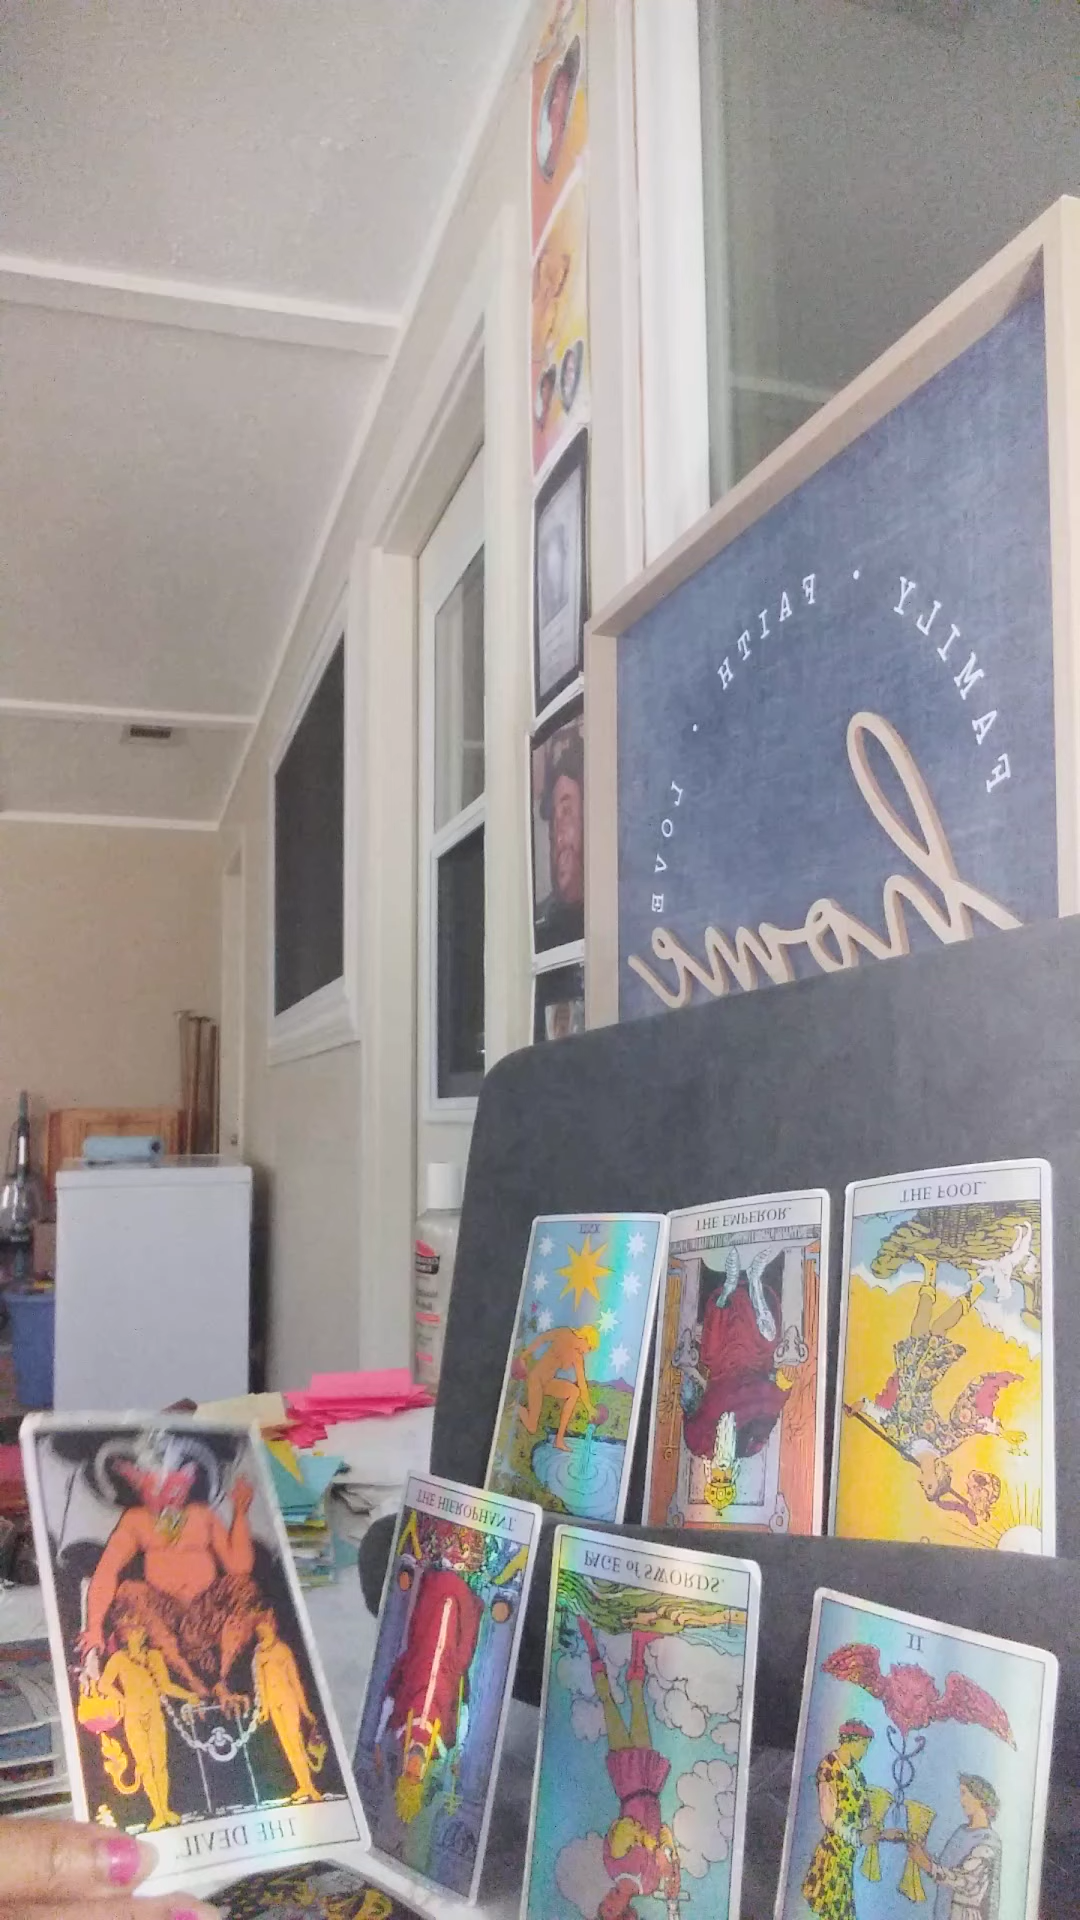 FAMILY · FAITH · LOVE
home
XVII
THE EMPEROR.
THE FOOL.
THE HIEROPHANT.
PAGE of SWORDS.
II
THE DEVIL.